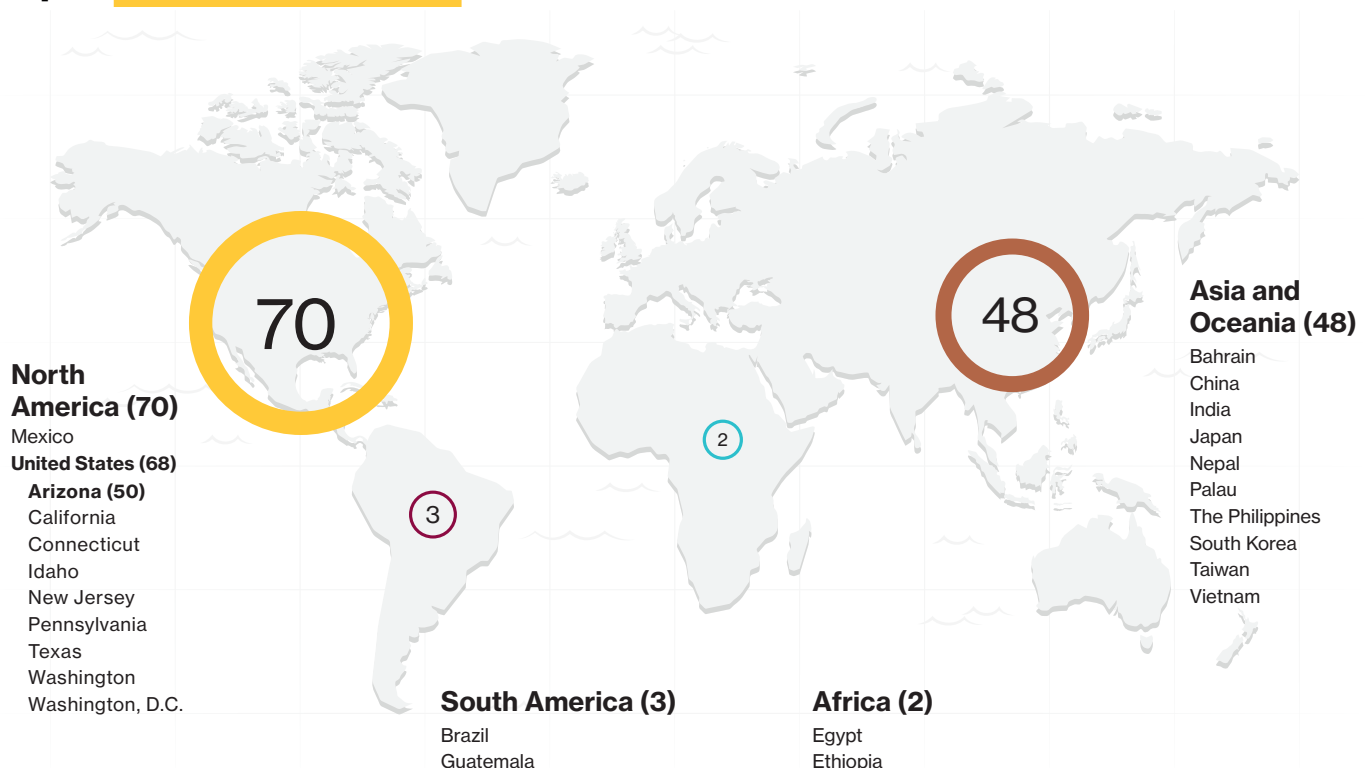 70
48
2
3
North
America (70)
Mexico
United States (68)
Arizona (50)
California
Connecticut
Idaho
New Jersey
Pennsylvania
Texas
Washington
Washington, D.C.
South America (3)
Brazil
Guatemala
Africa (2)
Egypt
Ethiopia
Asia and
Oceania (48)
Bahrain
China
India
Japan
Nepal
Palau
The Philippines
South Korea
Taiwan
Vietnam